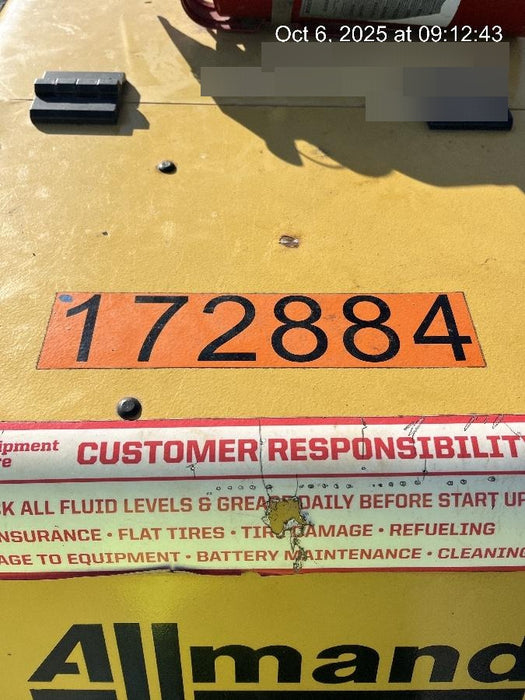 Oct 6, 2025 at 09:12:43
172884
CUSTOMER RESPONSIBILIT
ALL FLUID LEVELS & GREASE DAILY BEFORE START UP
NSURANCE • FLAT TIRES • TIRE DAMAGE • REFUELING
AGE TO EQUIPMENT • BATTERY MAINTENANCE • CLEANING
Allmand